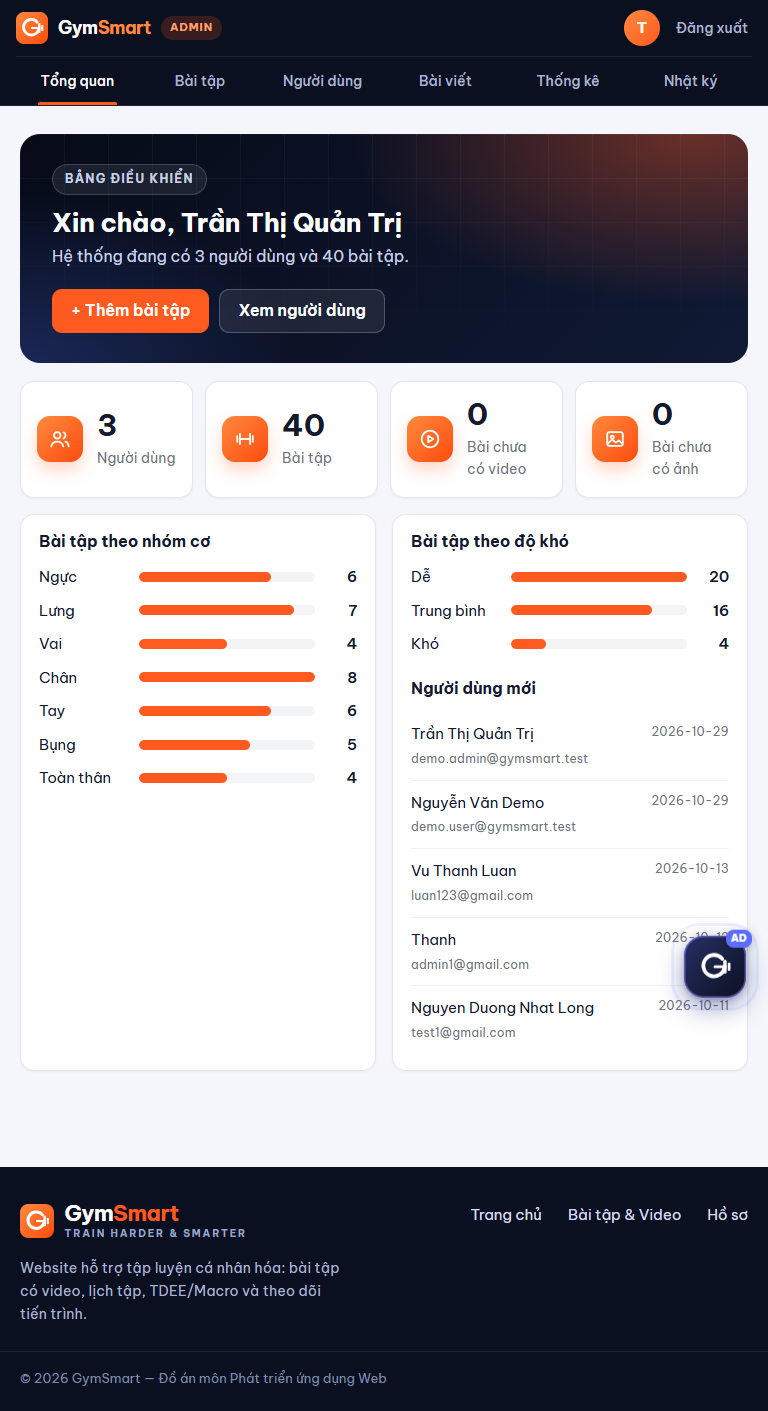 GymSmart ADMIN
T Đăng xuất
Tổng quan Bài tập Người dùng Bài viết Thống kê Nhật ký
BẢNG ĐIỀU KHIỂN
Xin chào, Trần Thị Quản Trị
Hệ thống đang có 3 người dùng và 40 bài tập.
+ Thêm bài tập Xem người dùng
3
Người dùng
40
Bài tập
0
Bài chưa
có video
0
Bài chưa
có ảnh
Bài tập theo nhóm cơ
Ngực 6
Lưng 7
Vai 4
Chân 8
Tay 6
Bụng 5
Toàn thân 4
Bài tập theo độ khó
Dễ 20
Trung bình 16
Khó 4
Người dùng mới
Trần Thị Quản Trị 2026-10-29
demo.admin@gymsmart.test
Nguyễn Văn Demo 2026-10-29
demo.user@gymsmart.test
Vu Thanh Luan 2026-10-13
luan123@gmail.com
Thanh
admin1@gmail.com
AD
Nguyen Duong Nhat Long 2026-10-11
test1@gmail.com
GymSmart
TRAIN HARDER & SMARTER
Trang chủ Bài tập & Video Hồ sơ
Website hỗ trợ tập luyện cá nhân hóa: bài tập
có video, lịch tập, TDEE/Macro và theo dõi
tiến trình.
© 2026 GymSmart — Đồ án môn Phát triển ứng dụng Web